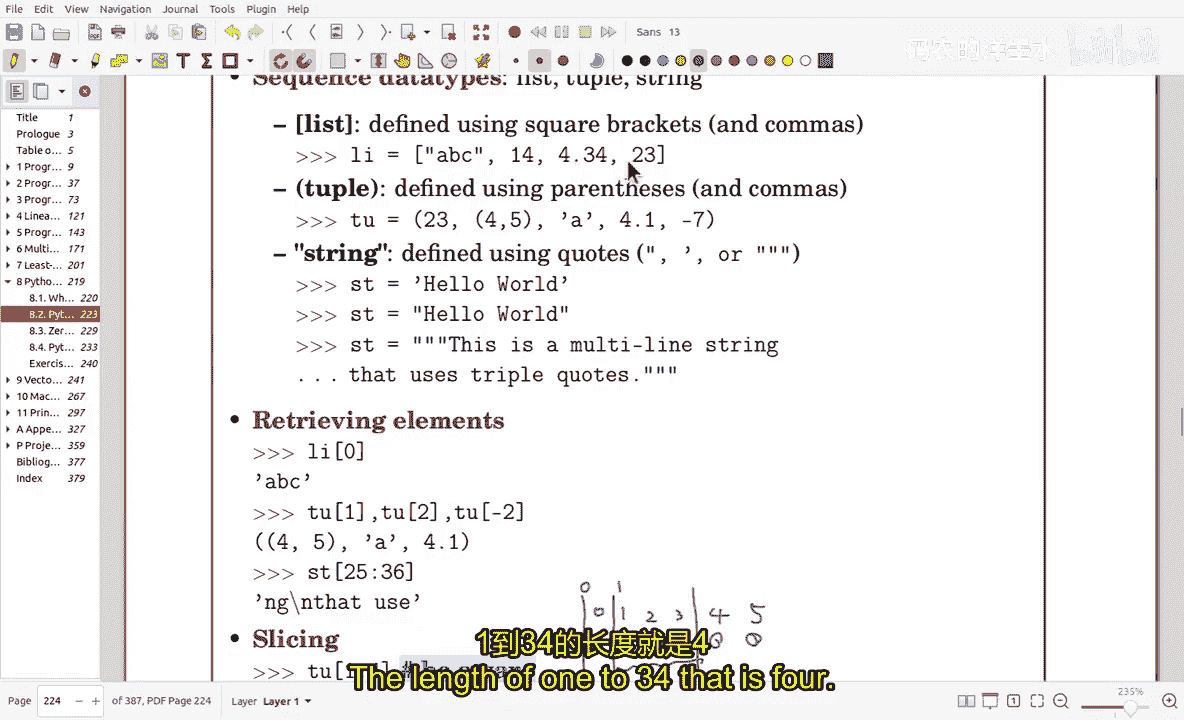 File Edit View Navigation Journal Tools Plugin Help
Sans 13
Title 1
Prologue 3
Table o... 5
1 Progr... 9
2 Progr... 37
3 Progr... 73
4 Linea... 121
5 Progr... 143
6 Multi... 171
7 Least-... 201
8 Pytho... 219
8.1. Wh... 220
8.2. Pyt... 223
8.3. Zer... 229
8.4. Pyt... 233
Exercis... 240
9 Vecto... 241
10 Mac... 267
11 Prin... 297
A Appe... 327
P Proje... 359
Bibliog... 377
Index 379
• Sequence datatypes: list, tuple, string
– [list]: defined using square brackets (and commas)
>>> li = ["abc", 14, 4.34, 23]
– (tuple): defined using parentheses (and commas)
>>> tu = (23, (4,5), ’a’, 4.1, -7)
– "string": defined using quotes (", ’, or """)
>>> st = ’Hello World’
>>> st = "Hello World"
>>> st = """This is a multi-line string
... that uses triple quotes."""
• Retrieving elements
>>> li[0]
’abc’
>>> tu[1],tu[2],tu[-2]
((4, 5), ’a’, 4.1)
>>> st[25:36]
’ng\nthat use’
• Slicing
0 1
0 1 2 3 4 5
1到34的长度就是4
The length of one to 34 that is four.
Page 224 of 387, PDF Page 224 Layer Layer 1
235%